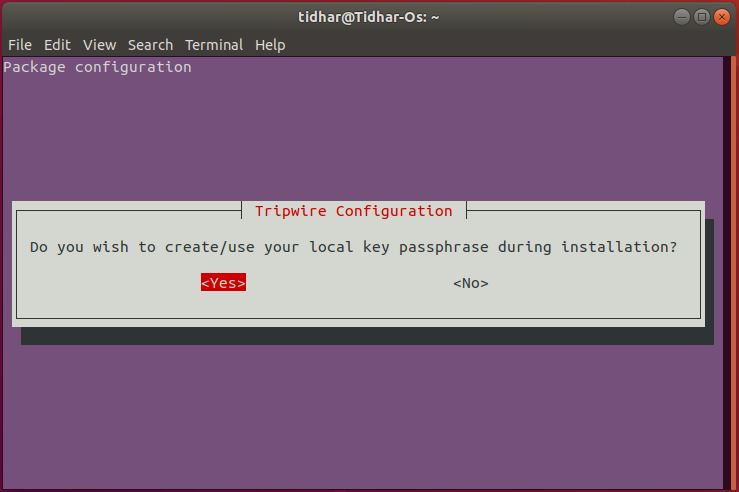 tidhar@Tidhar-Os: ~
File Edit View Search Terminal Help
Package configuration
Tripwire Configuration
Do you wish to create/use your local key passphrase during installation?
<Yes> <No>